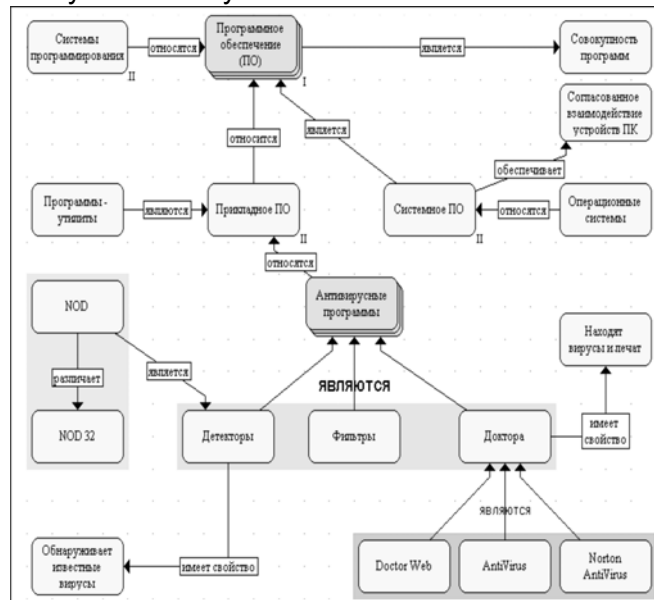 Системы
программирования
относятся
Программное
обеспечение
(ПО)
является
Совокупность
программ
II
I
Согласованное
взаимодействие
устройств ПК
относится
является
обеспечивает
Программы -
утилиты
являются
Прикладное ПО
Системное ПО
относятся
Операционные
системы
II
II
относятся
Антивирусные
программы
NOD
Находят
вирусы и лечат
различает
является
ЯВЛЯЮТСЯ
NOD 32
Детекторы
Фильтры
Доктора
имеет
свойство
ЯВЛЯЮТСЯ
Обнаруживает
известные
вирусы
имеет свойство
Doctor Web
AntiVirus
Norton
AntiVirus